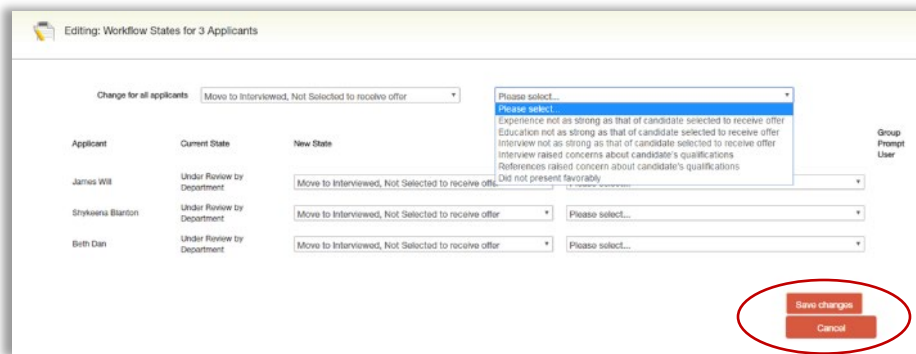 Editing: Workflow States for 3 Applicants
Change for all applicants Move to Interviewed, Not Selected to receive offer Please select...
Please select...
Experience not as strong as that of candidate selected to receive offer
Education not as strong as that of candidate selected to receive offer
Interview not as strong as that of candidate selected to receive offer
Interview raised concerns about candidate's qualifications
References raised concern about candidate's qualifications
Did not present favorably
Applicant Current State New State Group Prompt User
James Will Under Review by Department Move to Interviewed, Not Selected to receive offer
Shykeena Blanton Under Review by Department Move to Interviewed, Not Selected to receive offer Please select...
Beth Dan Under Review by Department Move to Interviewed, Not Selected to receive offer Please select...
Save changes
Cancel